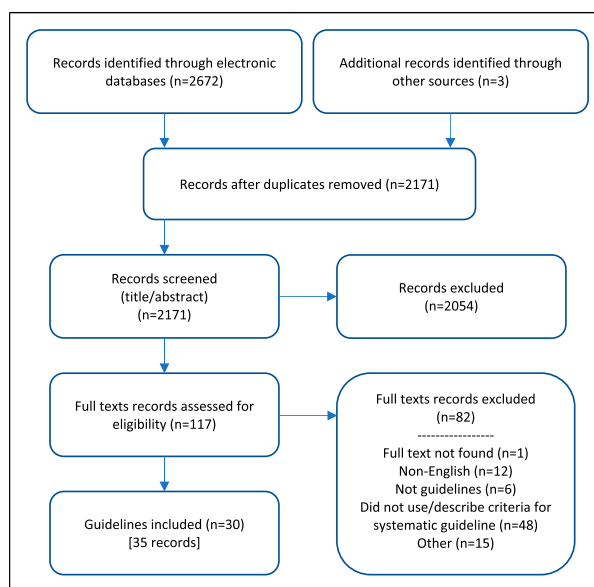 Records identified through electronic
databases (n=2672)
Additional records identified through
other sources (n=3)
Records after duplicates removed (n=2171)
Records screened
(title/abstract)
(n=2171)
Records excluded
(n=2054)
Full texts records assessed for
eligibility (n=117)
Full texts records excluded
(n=82)
-----------------
Full text not found (n=1)
Non-English (n=12)
Not guidelines (n=6)
Did not use/describe criteria for
systematic guideline (n=48)
Other (n=15)
Guidelines included (n=30)
[35 records]